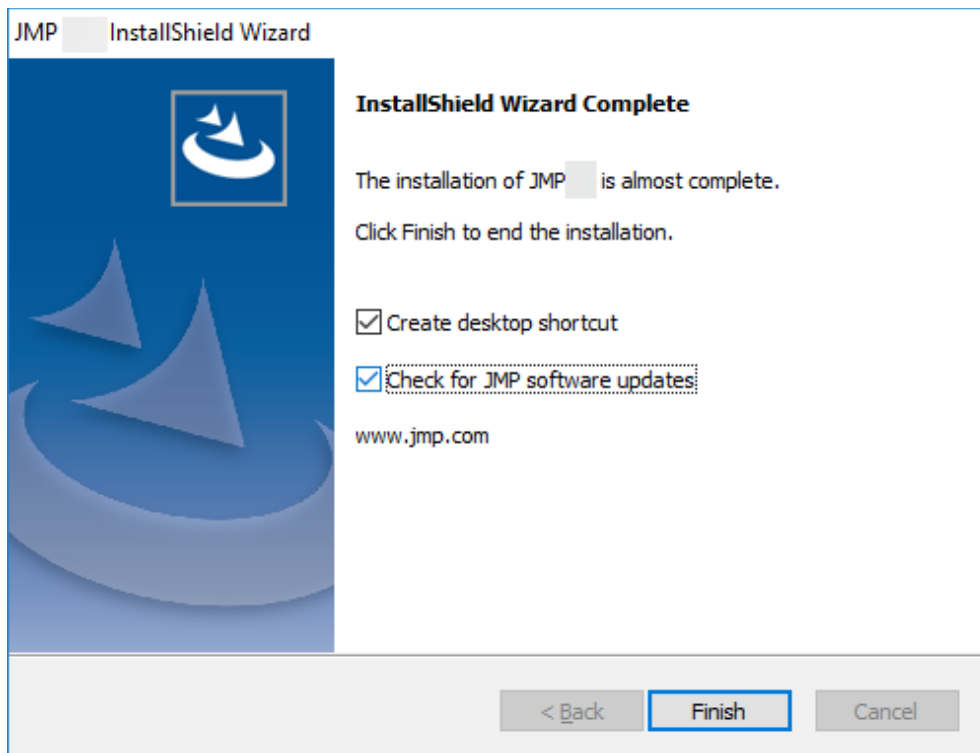 JMP InstallShield Wizard
InstallShield Wizard Complete
The installation of JMP is almost complete.
Click Finish to end the installation.
Create desktop shortcut
Check for JMP software updates
www.jmp.com
< Back Finish Cancel